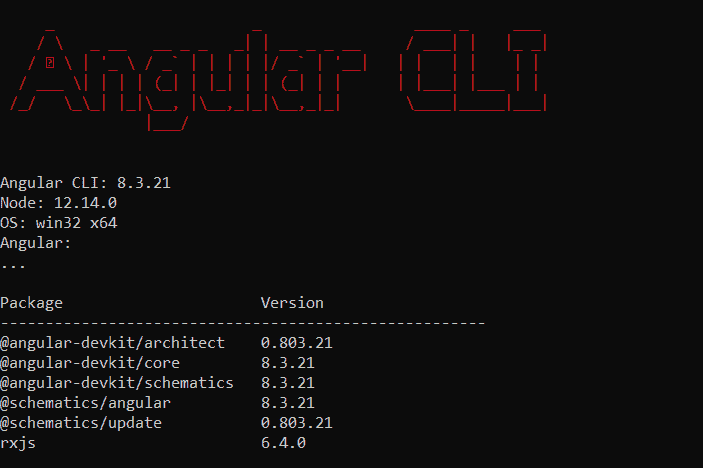 Angular CLI
Angular CLI: 8.3.21
Node: 12.14.0
OS: win32 x64
Angular:
...
Package Version
------------------------------------------------------
@angular-devkit/architect 0.803.21
@angular-devkit/core 8.3.21
@angular-devkit/schematics 8.3.21
@schematics/angular 8.3.21
@schematics/update 0.803.21
rxjs 6.4.0